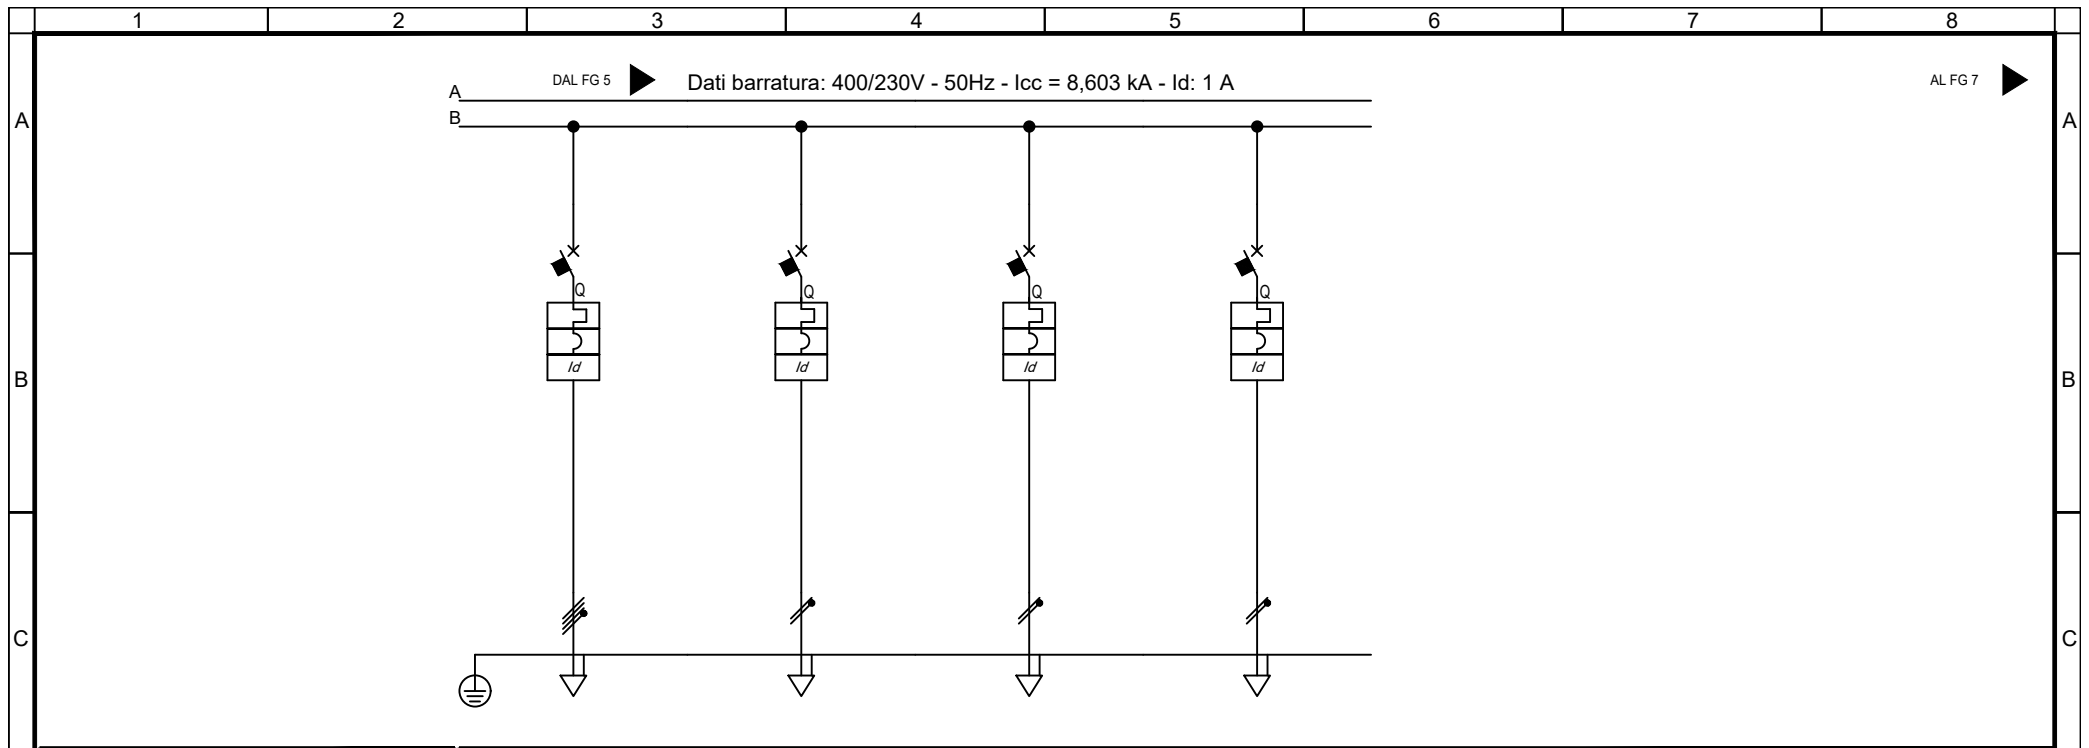 1 2 3 4 5 6 7 8
DAL FG 5 Dati barratura: 400/230V - 50Hz - Icc = 8,603 kA - Id: 1 A AL FG 7
A
B
A A
Q Q Q Q
Id Id Id Id
B B
C C